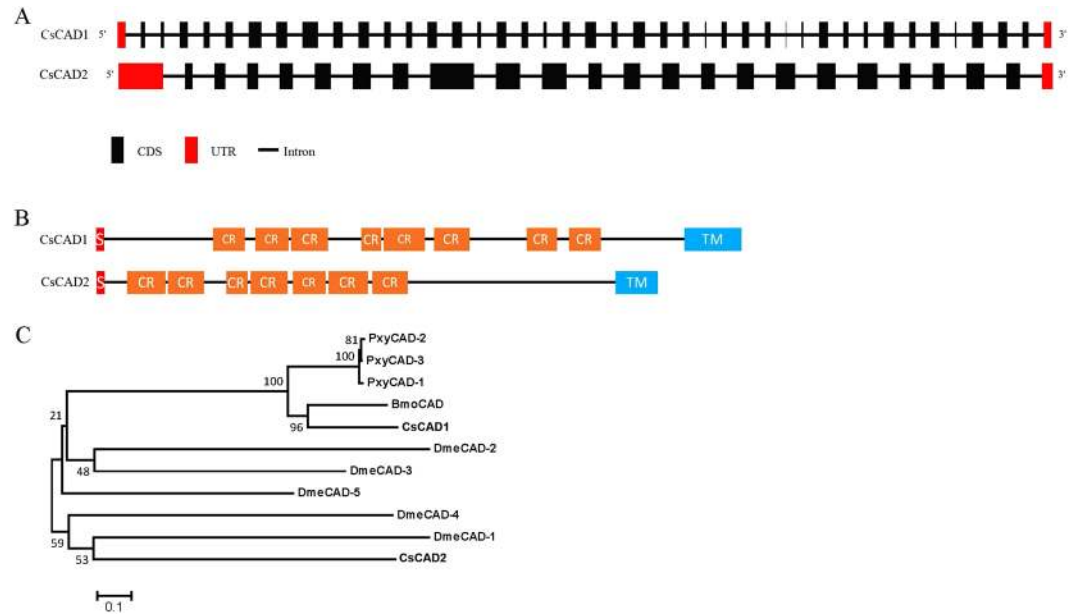 A
CsCAD1 5' 3'
CsCAD2 5' 3'
CDS UTR Intron
B
CsCAD1 S CR CR CR CR CR CR CR CR TM
CsCAD2 S CR CR CR CR CR CR CR TM
C
81 PxyCAD-2
100 PxyCAD-3
PxyCAD-1
100
BmoCAD
96 CsCAD1
21
DmeCAD-2
48 DmeCAD-3
DmeCAD-5
DmeCAD-4
59
DmeCAD-1
53 CsCAD2
0.1